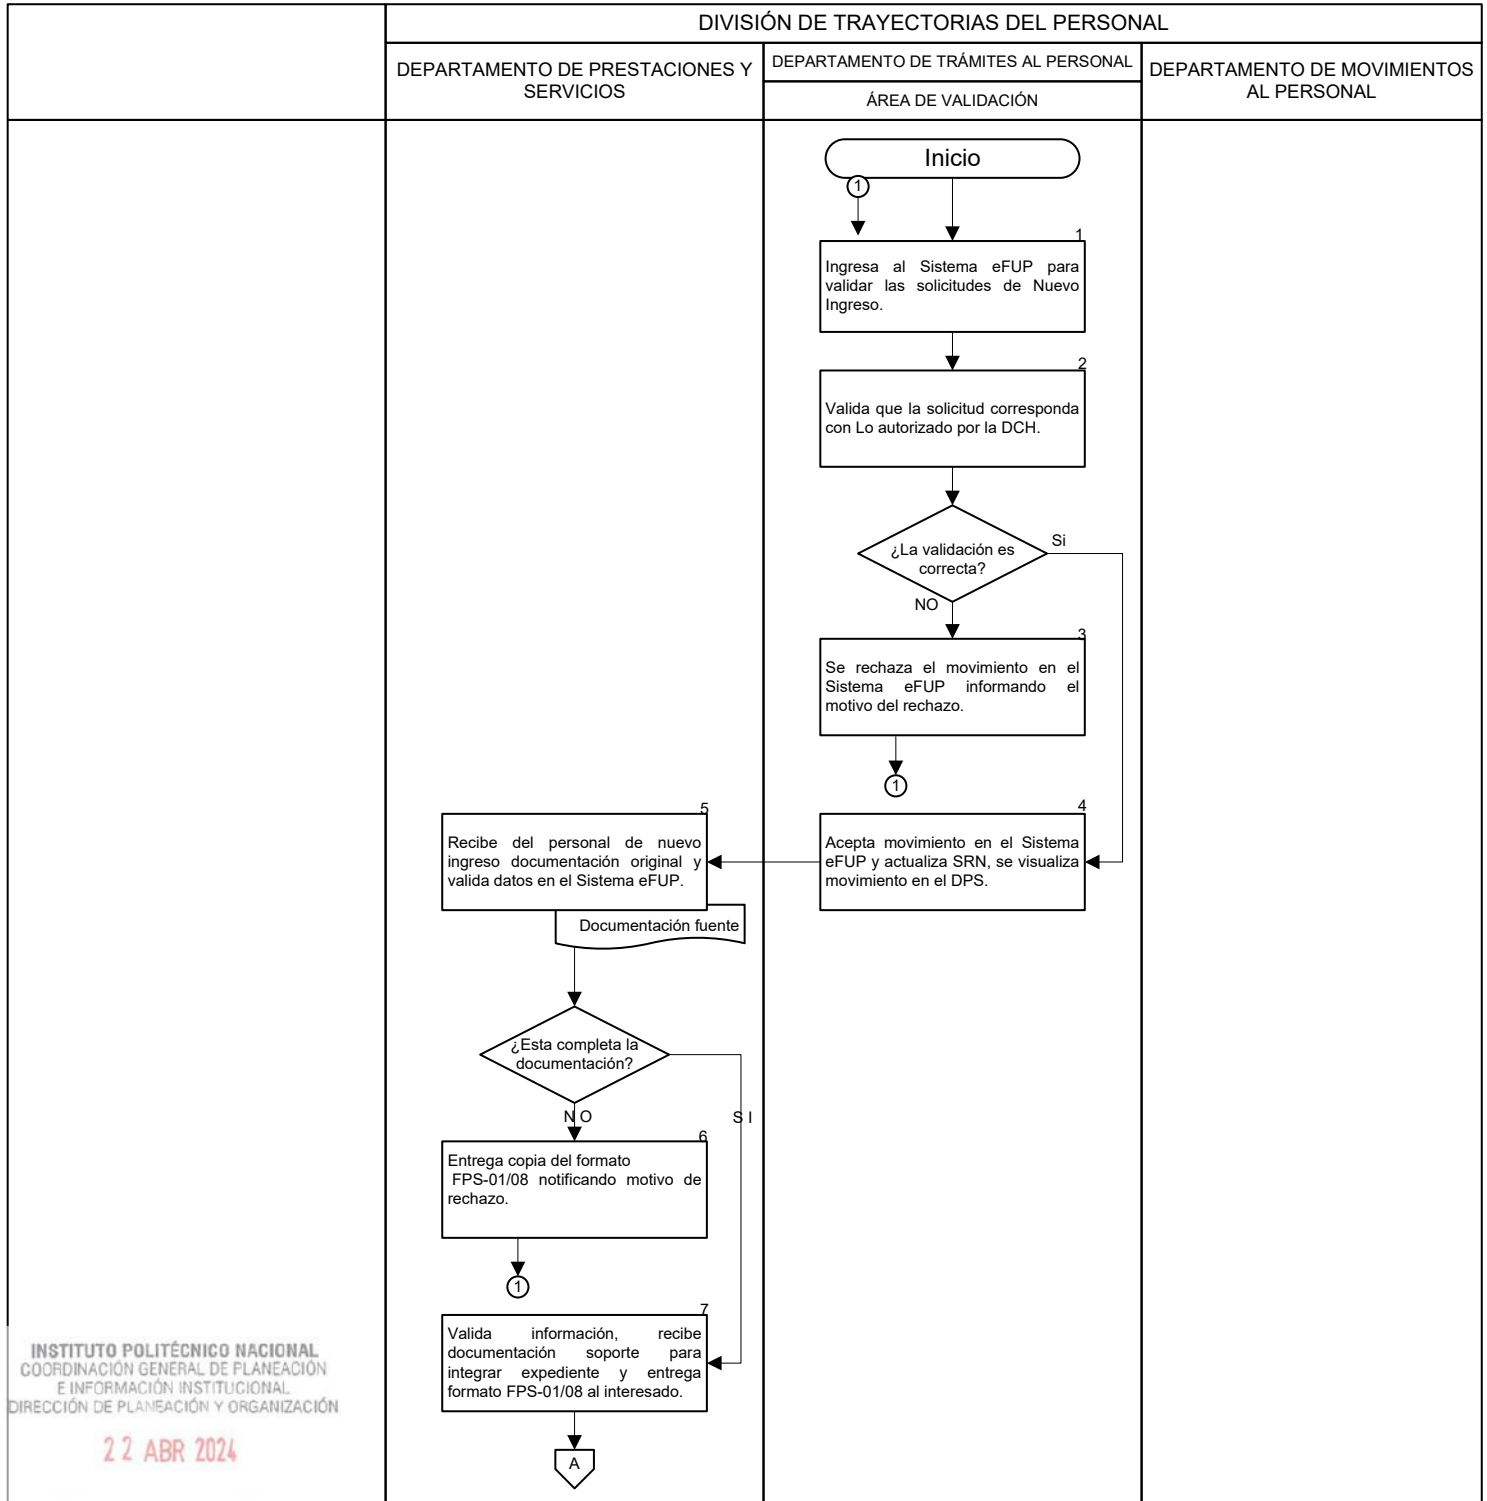 DIVISIÓN DE TRAYECTORIAS DEL PERSONAL
DEPARTAMENTO DE PRESTACIONES Y
SERVICIOS
DEPARTAMENTO DE TRÁMITES AL PERSONAL
ÁREA DE VALIDACIÓN
DEPARTAMENTO DE MOVIMIENTOS
AL PERSONAL
Inicio
1
1
Ingresa al Sistema eFUP para
validar las solicitudes de Nuevo
Ingreso.
2
Valida que la solicitud corresponda
con Lo autorizado por la DCH.
¿La validación es
correcta?
Si
NO
3
Se rechaza el movimiento en el
Sistema eFUP informando el
motivo del rechazo.
1
4
Acepta movimiento en el Sistema
eFUP y actualiza SRN, se visualiza
movimiento en el DPS.
5
Recibe del personal de nuevo
ingreso documentación original y
valida datos en el Sistema eFUP.
Documentación fuente
¿Esta completa la
documentación?
N O
S I
6
Entrega copia del formato
FPS-01/08 notificando motivo de
rechazo.
1
7
Valida información, recibe
documentación soporte para
integrar expediente y entrega
formato FPS-01/08 al interesado.
A
INSTITUTO POLITÉCNICO NACIONAL
COORDINACIÓN GENERAL DE PLANEACIÓN
E INFORMACIÓN INSTITUCIONAL
DIRECCIÓN DE PLANEACIÓN Y ORGANIZACIÓN
22 ABR 2024